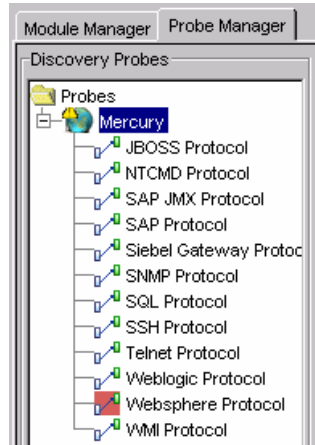 Module Manager Probe Manager
Discovery Probes
Probes
Mercury
JBOSS Protocol
NTCMD Protocol
SAP JMX Protocol
SAP Protocol
Siebel Gateway Protoc
SNMP Protocol
SQL Protocol
SSH Protocol
Telnet Protocol
Weblogic Protocol
Websphere Protocol
WMI Protocol